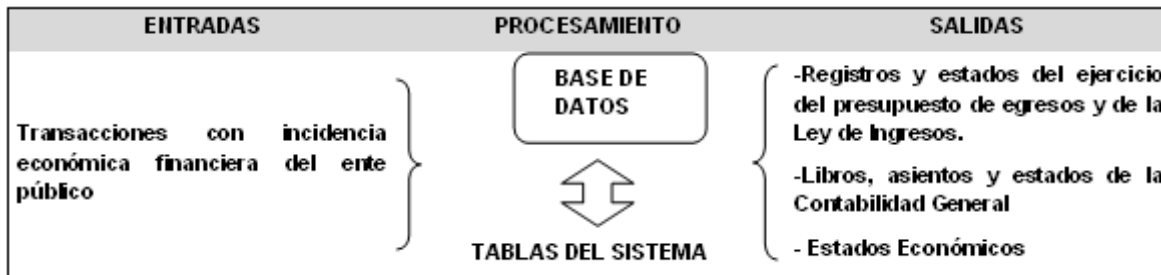 ENTRADAS
PROCESAMIENTO
SALIDAS
Transacciones con incidencia
económica financiera del ente
público
BASE DE
DATOS
TABLAS DEL SISTEMA
-Registros y estados del ejercicio
del presupuesto de egresos y de la
Ley de Ingresos.
-Libros, asientos y estados de la
Contabilidad General
- Estados Económicos